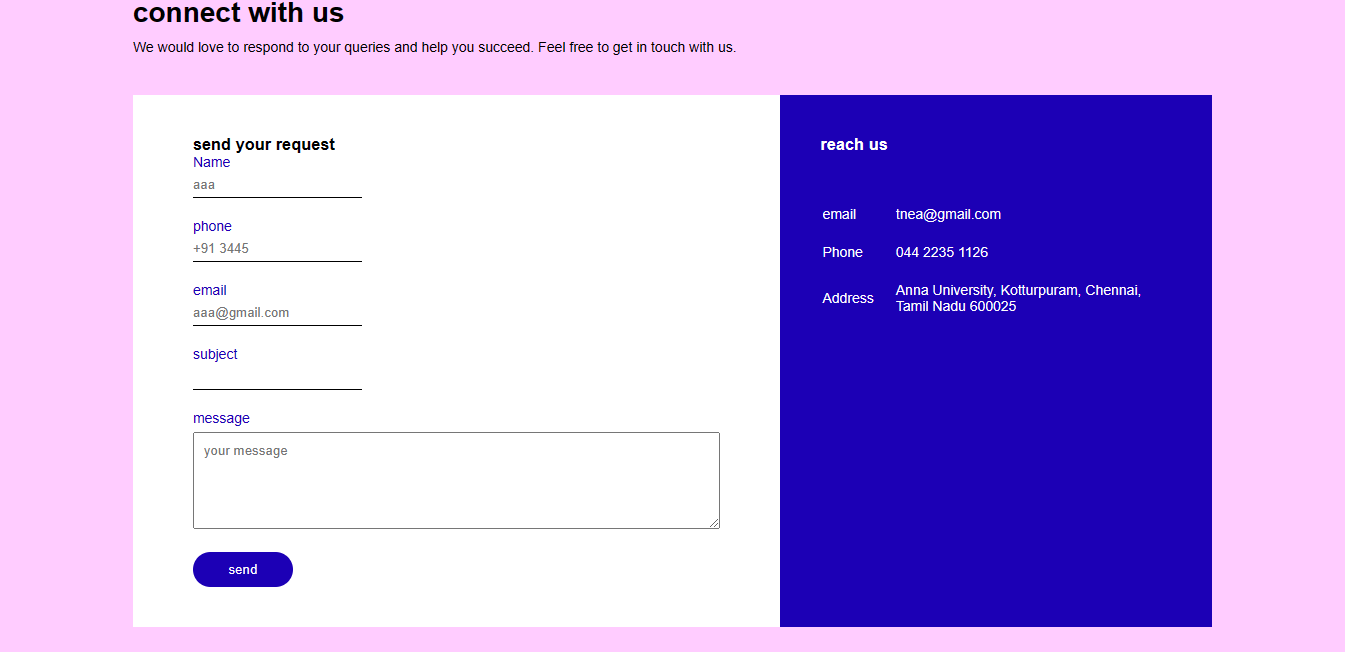 connect with us
We would love to respond to your queries and help you succeed. Feel free to get in touch with us.
send your request
Name
aaa
phone
+91 3445
email
aaa@gmail.com
subject
message
your message
send
reach us
email tnea@gmail.com
Phone 044 2235 1126
Address Anna University, Kotturpuram, Chennai,
Tamil Nadu 600025